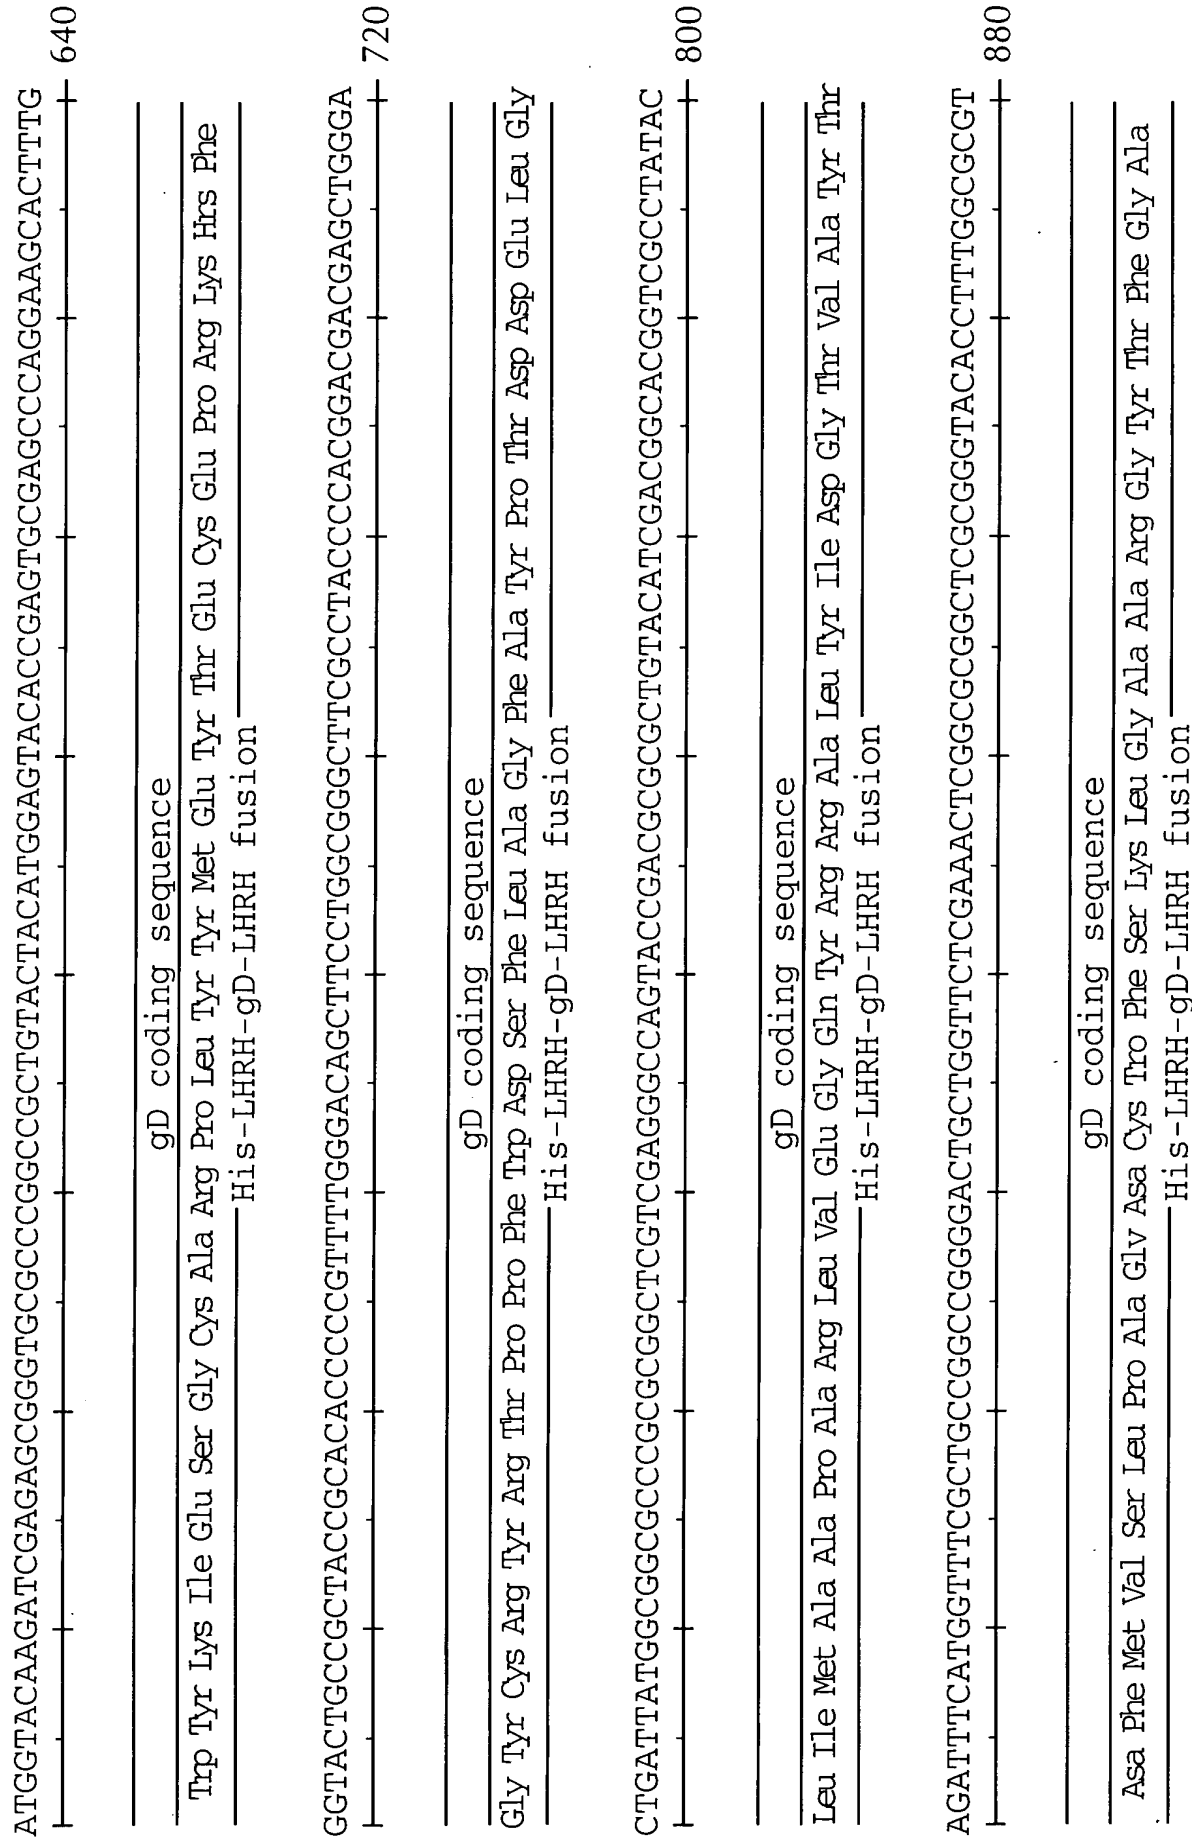 ATGGTACAAGATCGAGAGCGGGTGCGCCCGGCCGCTGTACTACATGGAGTACACCGAGTGCGAGCCCAGGAAGCACTTTG 640
gD coding sequence
Trp Tyr Lys Ile Glu Ser Gly Cys Ala Arg Pro Leu Tyr Tyr Met Glu Tyr Thr Glu Cys Glu Pro Arg Lys Hrs Phe
His-LHRH-gD-LHRH fusion
GGTACTGCCGCTACCGCACACCCCCGTTTTGGGACAGCTTCCTGGCGGGCTTCGCCTACCCCACGGACGACGAGCTGGGA 720
gD coding sequence
Gly Tyr Cys Arg Tyr Arg Thr Pro Pro Phe Trp Asp Ser Phe Leu Ala Gly Phe Ala Tyr Pro Thr Asp Asp Glu Leu Gly
His-LHRH-gD-LHRH fusion
CTGATTATGGCGGCGCCCGCGCGGCTCGTCGAGGGCCAGTACCGACGCGCGCTGTACATCGACGGCACGGTCGCCTATAC 800
gD coding sequence
Leu Ile Met Ala Ala Pro Ala Arg Leu Val Glu Gly Gln Tyr Arg Arg Ala Leu Tyr Ile Asp Gly Thr Val Ala Tyr Thr
His-LHRH-gD-LHRH fusion
AGATTTCATGGTTTCGCTGCCGGCCGGGGACTGCTGGTTCTCGAAACTCGGCGCGGCTCGCGGGTACACCTTTGGCGCGT 880
gD coding sequence
Asa Phe Met Val Ser Leu Pro Ala Glv Asa Cys Tro Phe Ser Lys Leu Gly Ala Ala Arg Gly Tyr Thr Phe Gly Ala
His-LHRH-gD-LHRH fusion